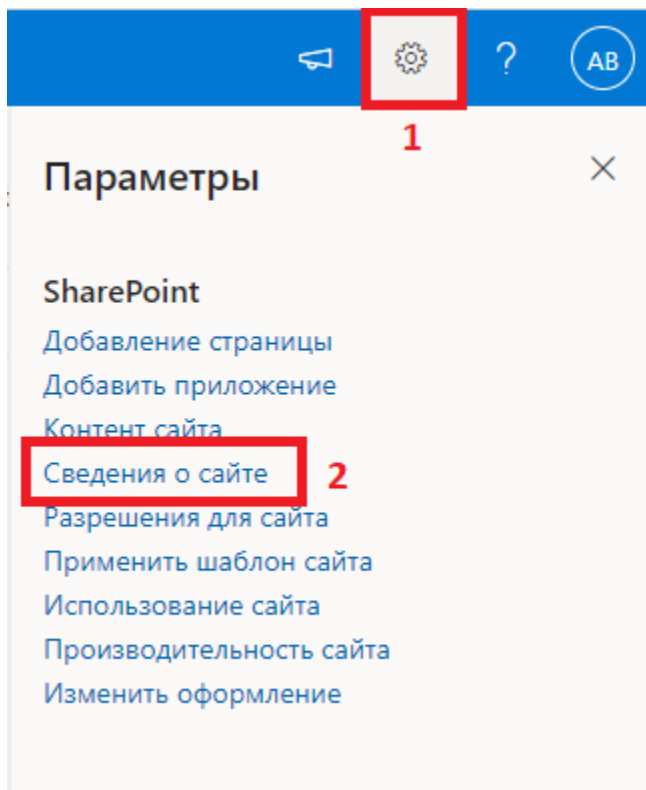 ? AB
1
Параметры
SharePoint
Добавление страницы
Добавить приложение
Контент сайта
Сведения о сайте 2
Разрешения для сайта
Применить шаблон сайта
Использование сайта
Производительность сайта
Изменить оформление